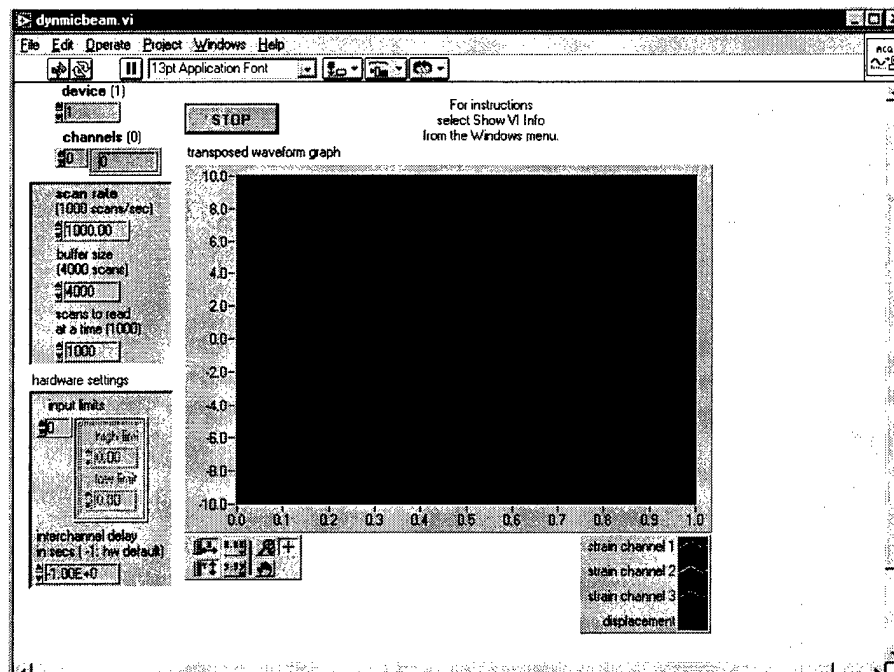 dynmicbeam.vi
File Edit Operate Project Windows Help
ACQ
13pt Application Font
device (1)
1
STOP
For instructions
select Show VI Info
from the Windows menu.
channels (0)
0
0
transposed waveform graph
scan rate
(1000 scans/sec)
1000.00
buffer size
(4000 scans)
4000
scans to read
at a time (1000)
1000
10.0
8.0
6.0
4.0
2.0
0.0
-2.0
-4.0
-6.0
-8.0
-10.0
0.0 0.1 0.2 0.3 0.4 0.5 0.6 0.7 0.8 0.9 1.0
hardware settings
input limits
0
high limi
0.00
low limit
0.00
interchannel delay
in secs (-1: hw default)
-1.00E+0
strain channel 1
strain channel 2
strain channel 3
displacement